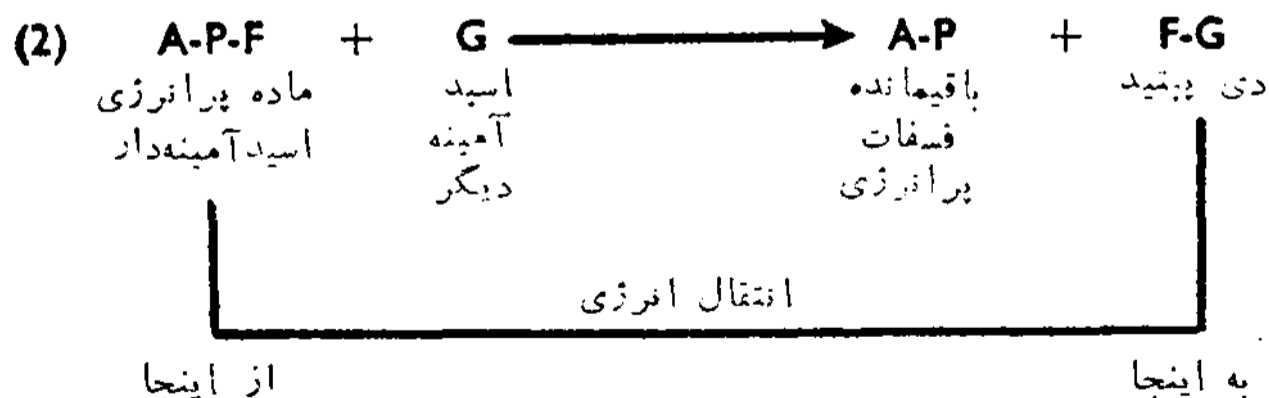 (2) A-P-F + G → A-P + F-G
ماده پرانرژی اسید باقیمانده دی پپتید
اسیدآمینه‌دار آمینه فسفات
دیگر پرانرژی
انتقال انرژی
از اینجا به اینجا